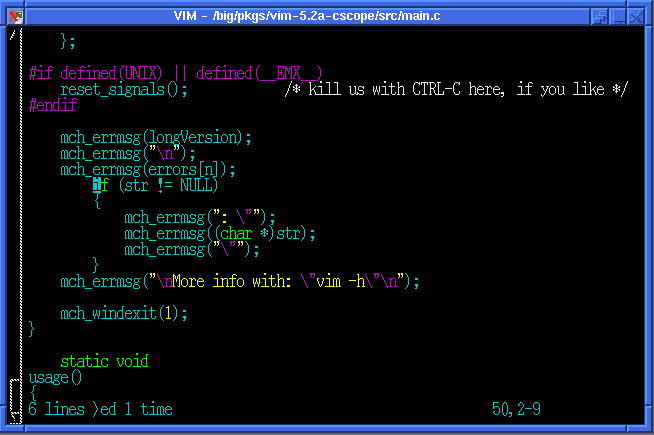 VIM - /big/pkgs/vim-5.2a-cscope/src/main.c
};
#if defined(UNIX) || defined(__EMX__)
reset_signals(); /* kill us with CTRL-C here, if you like */
#endif
mch_errmsg(longVersion);
mch_errmsg("\n");
mch_errmsg(errors[n]);
if (str != NULL)
{
mch_errmsg(": \"");
mch_errmsg((char *)str);
mch_errmsg("\"");
}
mch_errmsg("\nMore info with: \"vim -h\"\n");
mch_windexit(1);
}
static void
usage()
{
6 lines >ed 1 time 50,2-9